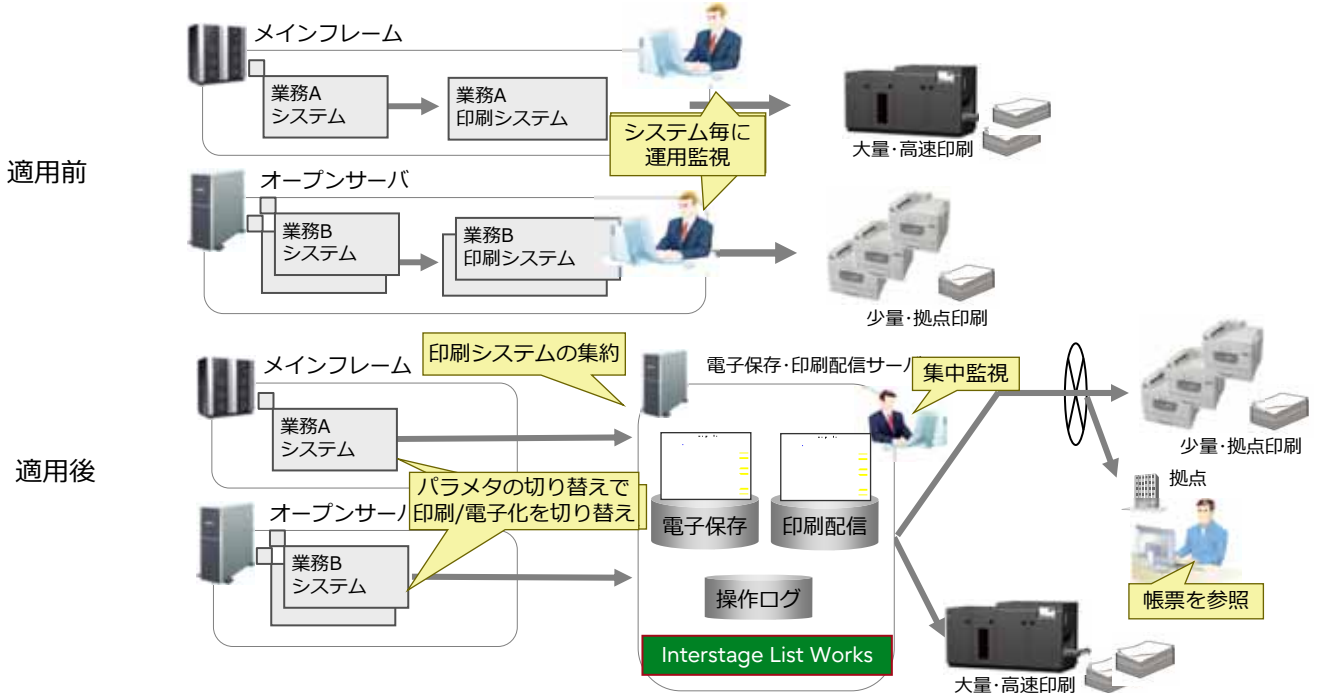 適用前
メインフレーム
業務A
システム
業務A
印刷システム
システム毎に
運用監視
大量・高速印刷
オープンサーバ
業務B
システム
業務B
印刷システム
少量・拠点印刷
適用後
メインフレーム
業務A
システム
印刷システムの集約
電子保存・印刷配信サーバ
集中監視
パラメタの切り替えで
印刷/電子化を切り替え
オープンサーバ
業務B
システム
電子保存
印刷配信
操作ログ
Interstage List Works
少量・拠点印刷
拠点
帳票を参照
大量・高速印刷